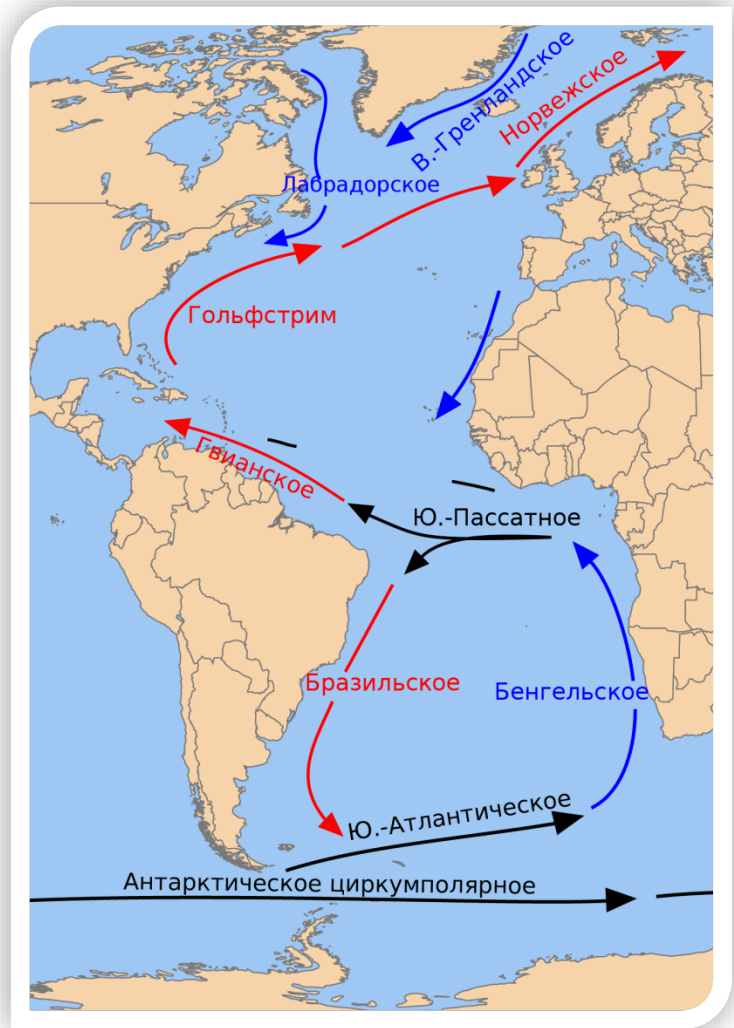 В.-Гренландское
Норвежское
Лабрадорское
Гольфстрим
Гвианское
Ю.-Пассатное
Бразильское
Бенгельское
Ю.-Атлантическое
Антарктическое циркумполярное